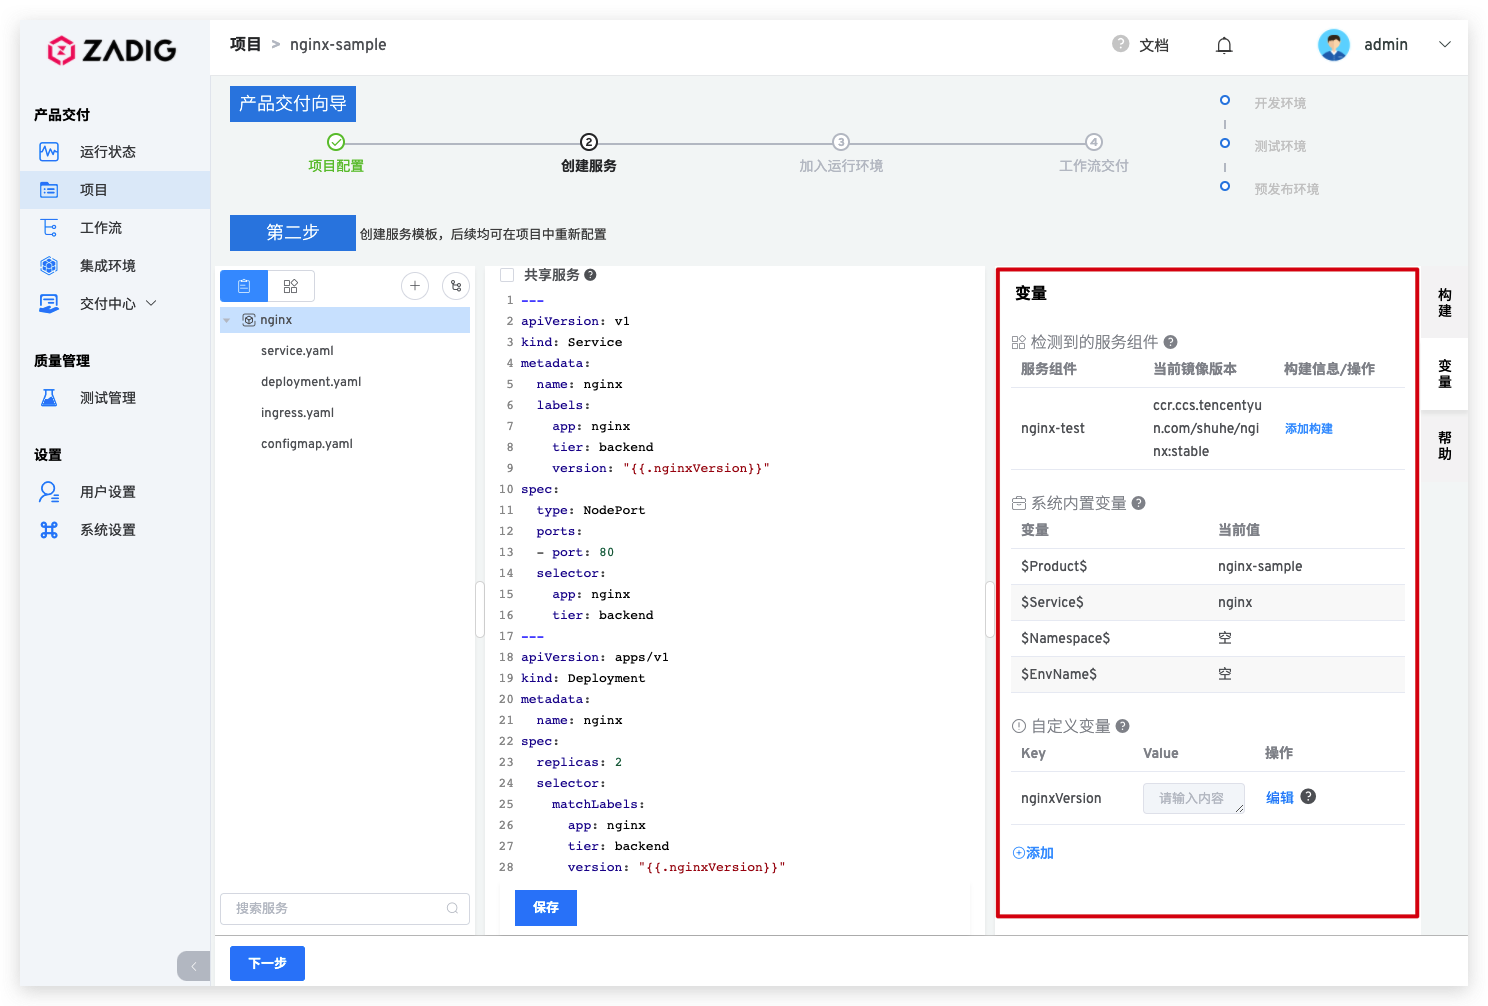 ZADIG
项目 > nginx-sample
文档
admin
产品交付
运行状态
项目
工作流
集成环境
交付中心
质量管理
测试管理
设置
用户设置
系统设置
产品交付向导
项目配置
2
创建服务
3
加入运行环境
4
工作流交付
开发环境
测试环境
预发布环境
第二步
创建服务模板，后续均可在项目中重新配置
nginx
service.yaml
deployment.yaml
ingress.yaml
configmap.yaml
搜索服务
共享服务
1 ---
2 apiVersion: v1
3 kind: Service
4 metadata:
5   name: nginx
6   labels:
7     app: nginx
8     tier: backend
9     version: "{{.nginxVersion}}"
10 spec:
11   type: NodePort
12   ports:
13   - port: 80
14   selector:
15     app: nginx
16     tier: backend
17 ---
18 apiVersion: apps/v1
19 kind: Deployment
20 metadata:
21   name: nginx
22 spec:
23   replicas: 2
24   selector:
25     matchLabels:
26       app: nginx
27       tier: backend
28       version: "{{.nginxVersion}}"
保存
变量
检测到的服务组件
服务组件 当前镜像版本 构建信息/操作
nginx-test
ccr.ccs.tencentyu
n.com/shuhe/ngi
nx:stable
添加构建
系统内置变量
变量 当前值
$Product$ nginx-sample
$Service$ nginx
$Namespace$ 空
$EnvName$ 空
自定义变量
Key Value 操作
nginxVersion 请输入内容 编辑
添加
构建
变量
帮助
下一步